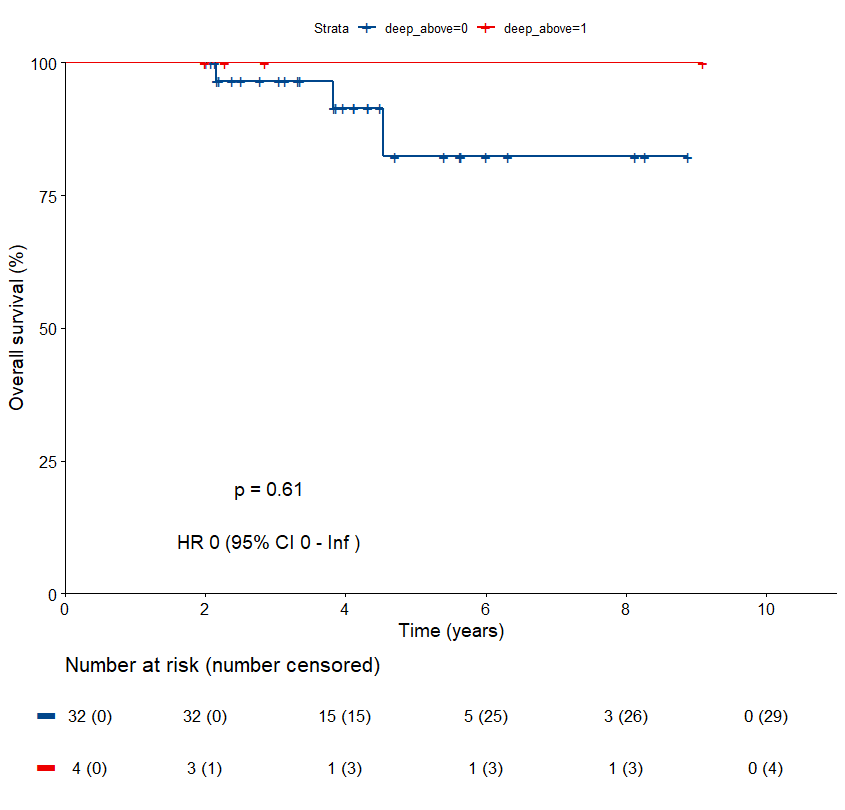 Strata deep_above=0 deep_above=1
100
75
50
25
0
Overall survival (%)
p = 0.61
HR 0 (95% CI 0 - Inf )
0 2 4 6 8 10
Time (years)
Number at risk (number censored)
32 (0) 32 (0) 15 (15) 5 (25) 3 (26) 0 (29)
4 (0) 3 (1) 1 (3) 1 (3) 1 (3) 0 (4)